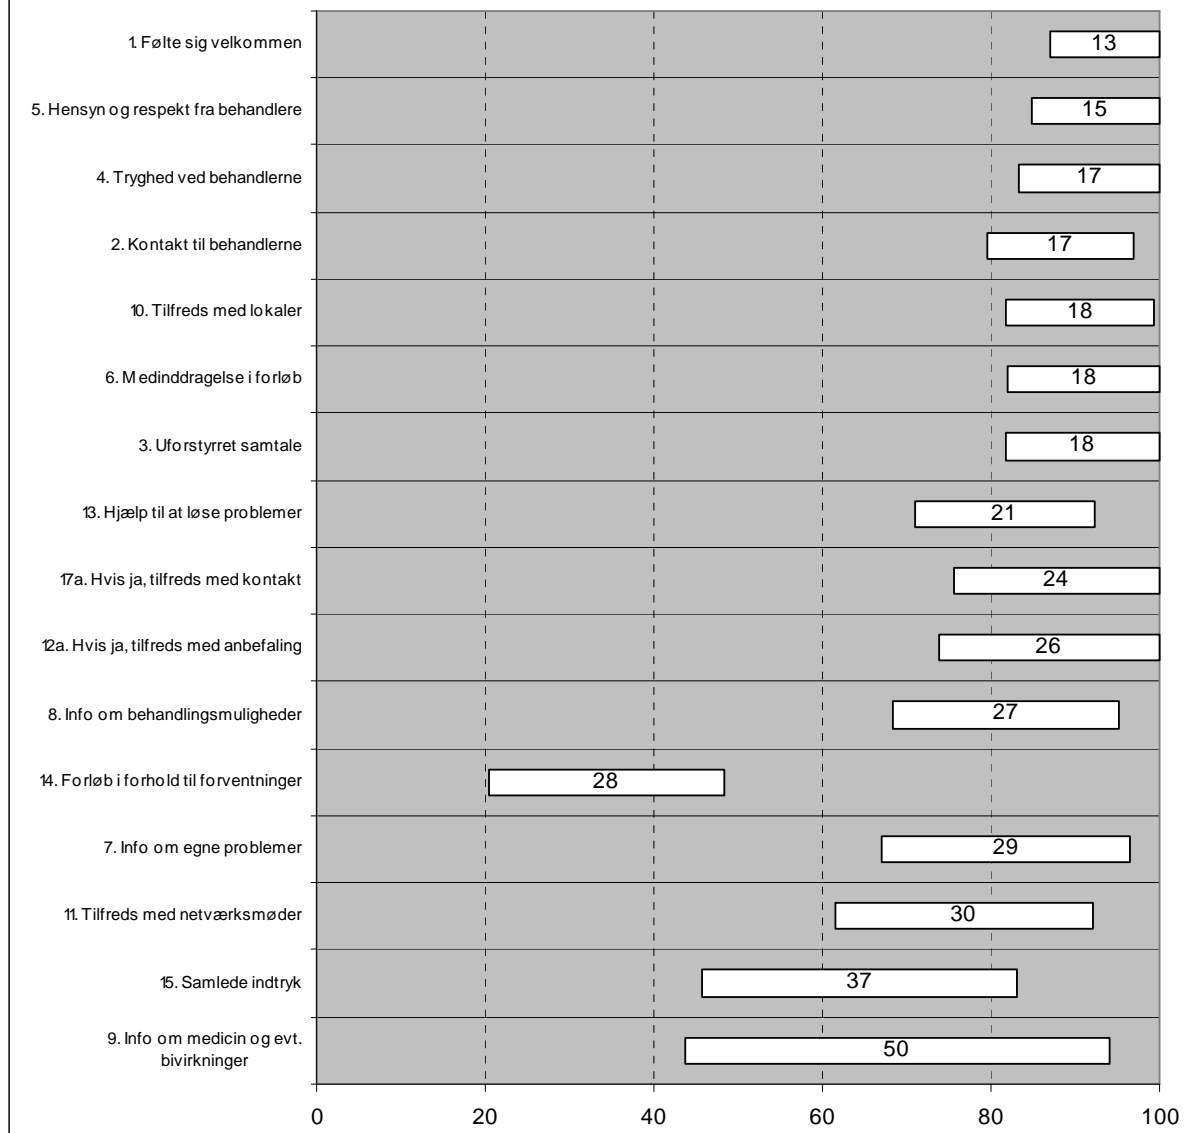 1. Følte sig velkommen
13
5. Hensyn og respekt fra behandlere
15
4. Tryghed ved behandlerne
17
2. Kontakt til behandlerne
17
10. Tilfreds med lokaler
18
6. Medinddragelse i forløb
18
3. Uforstyrret samtale
18
13. Hjælp til at løse problemer
21
17a. Hvis ja, tilfreds med kontakt
24
12a. Hvis ja, tilfreds med anbefaling
26
8. Info om behandlingsmuligheder
27
14. Forløb i forhold til forventninger
28
7. Info om egne problemer
29
11. Tilfreds med netværksmøder
30
15. Samlede indtryk
37
9. Info om medicin og evt.
bivirkninger
50
0 20 40 60 80 100